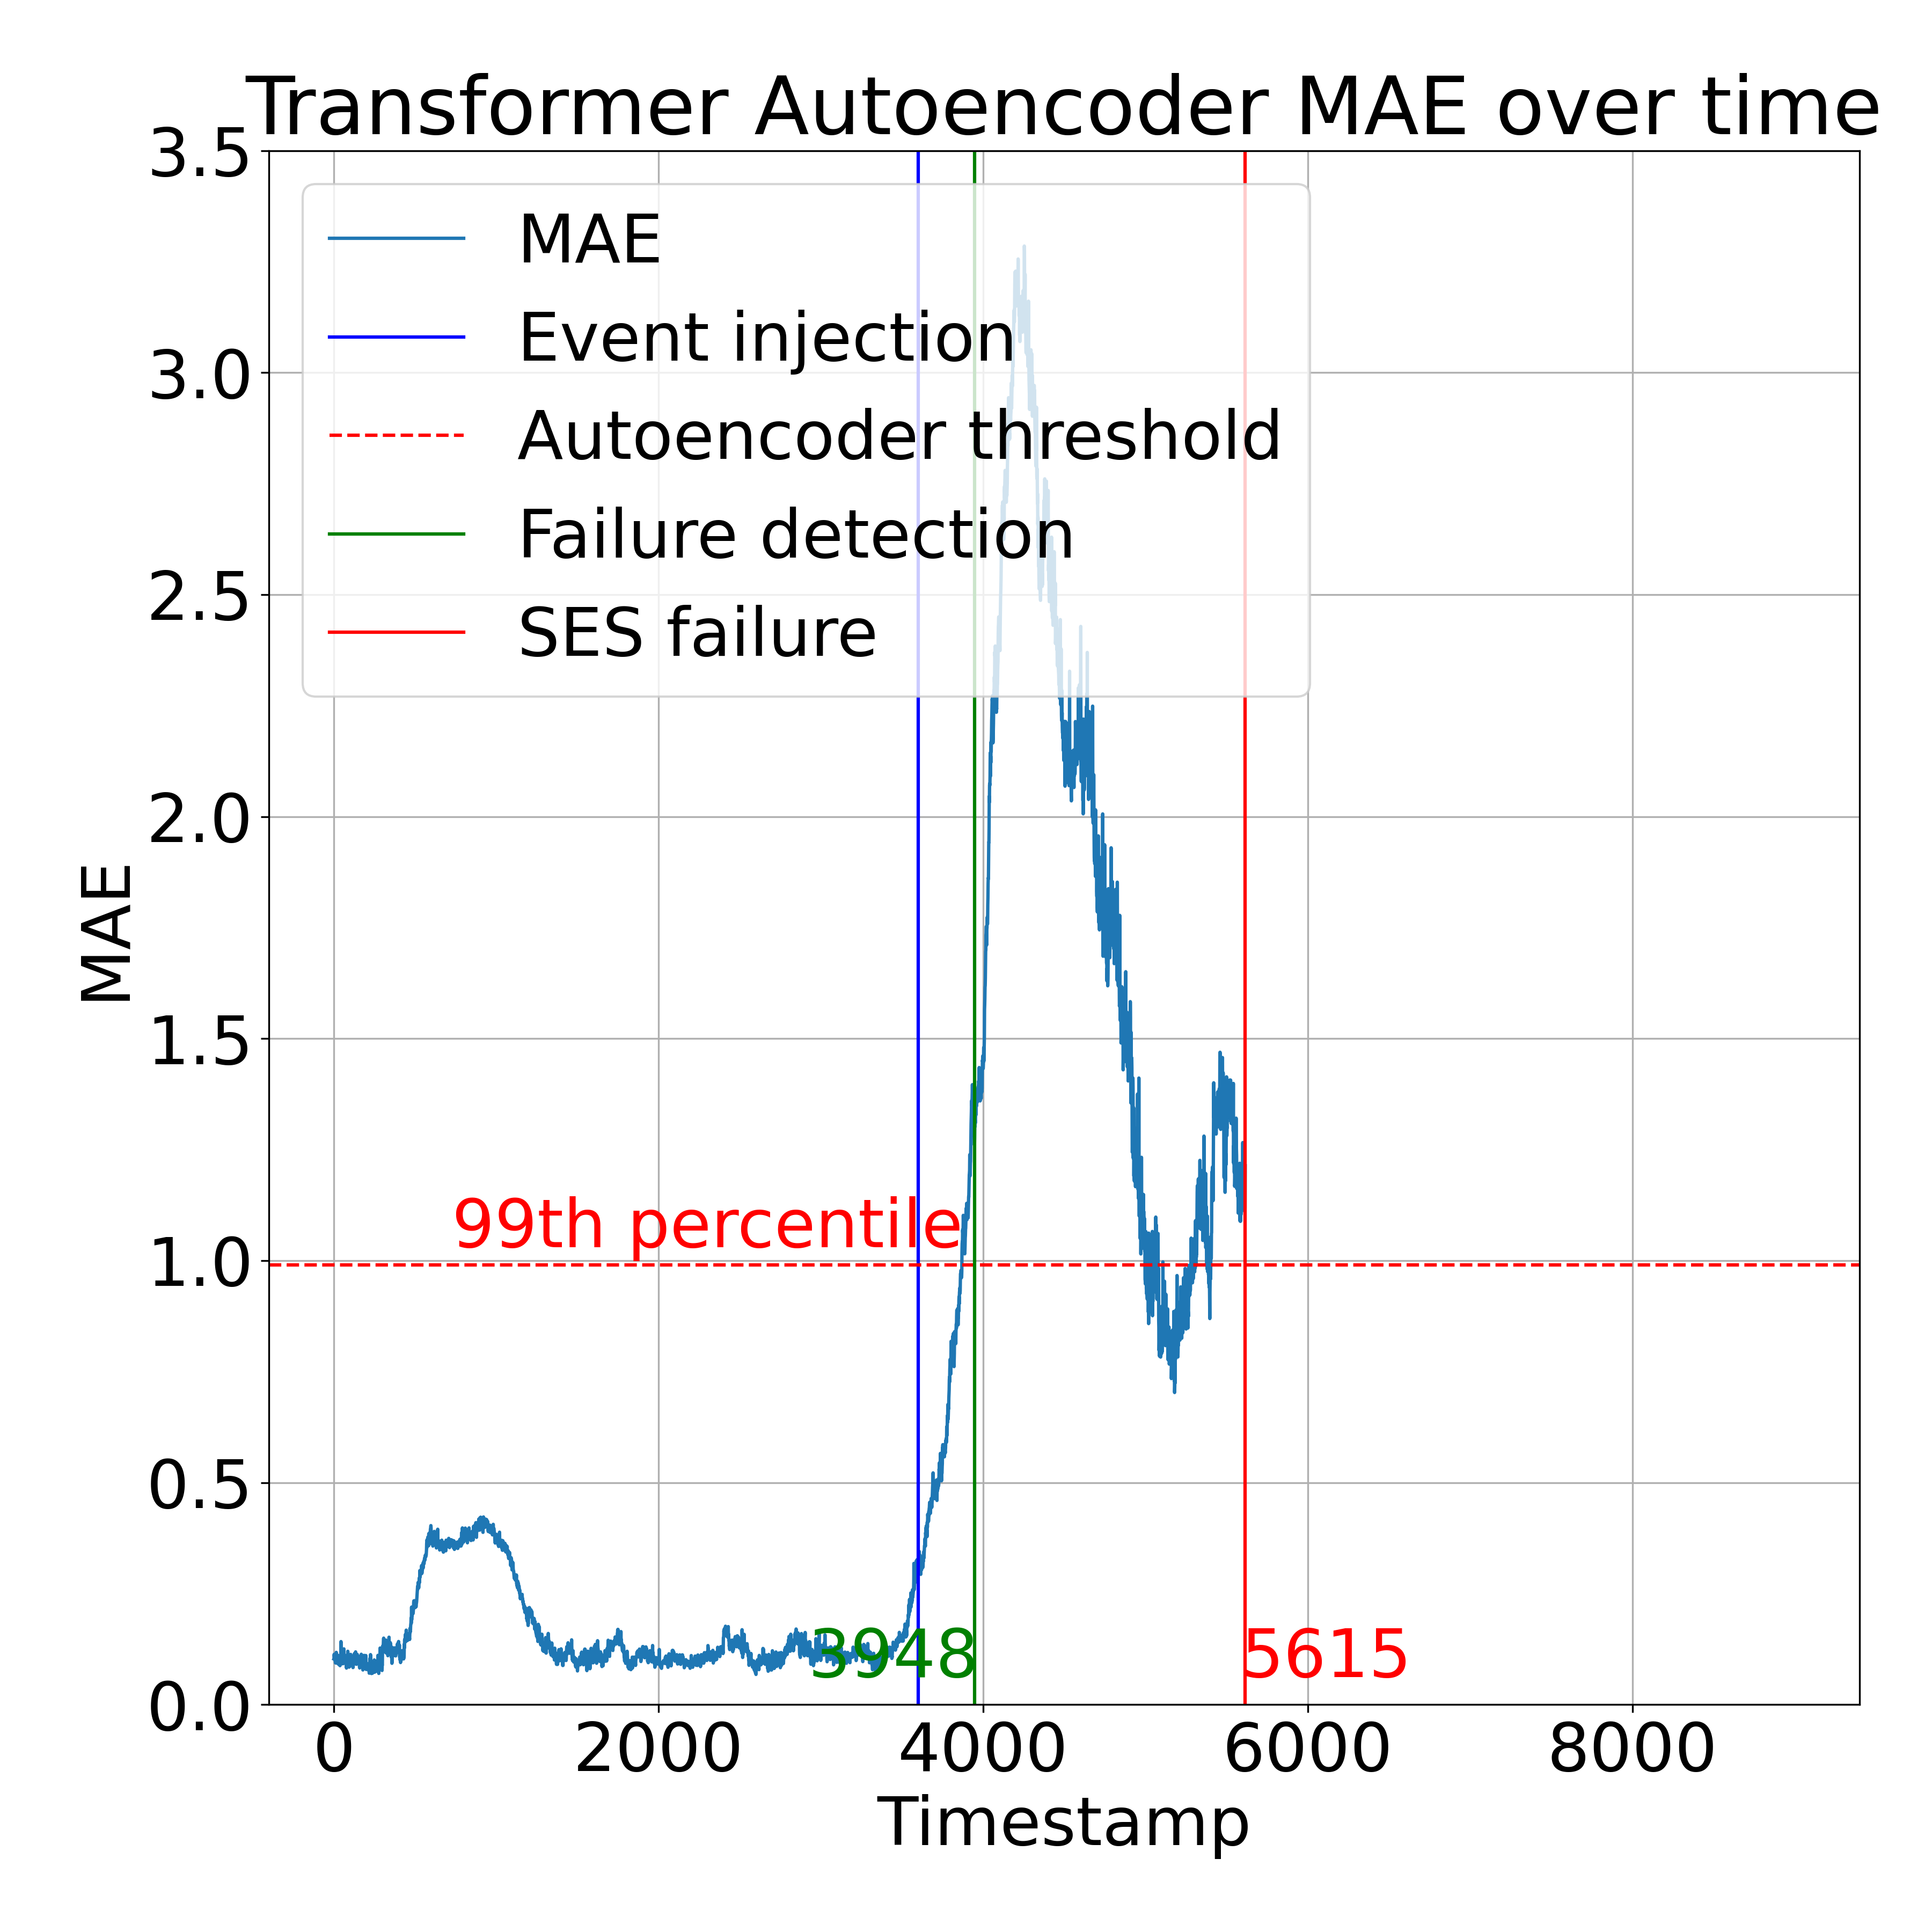 Transformer Autoencoder MAE over time
3.5
3.0
2.5
2.0
1.5
1.0
0.5
0.0
MAE
MAE
Event injection
Autoencoder threshold
Failure detection
SES failure
99th percentile
3948
5615
0 2000 4000 6000 8000
Timestamp